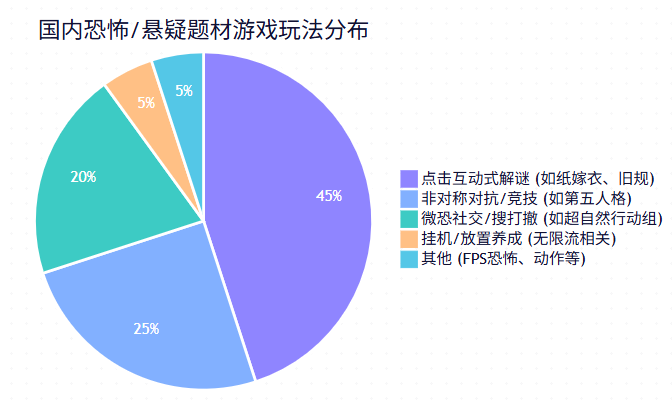 国内恐怖/悬疑题材游戏玩法分布
5%
5%
20%
45%
25%
点击互动式解谜 (如纸嫁衣、旧规)
非对称对抗/竞技 (如第五人格)
微恐社交/搜打撤 (如超自然行动组)
挂机/放置养成 (无限流相关)
其他 (FPS恐怖、动作等)